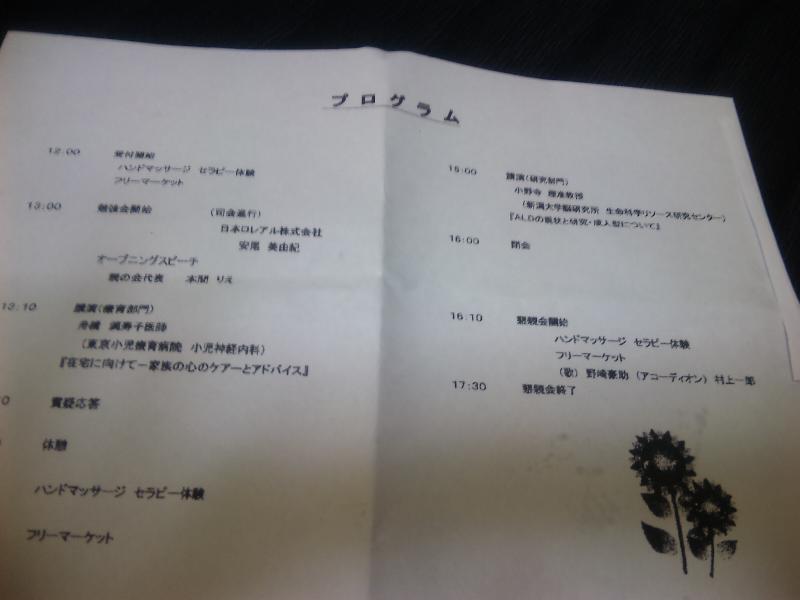 プログラム
12:00 受付開始
ハンドマッサージ セラピー体験
フリーマーケット
13:00 勉強会開始 (司会進行)
日本ロレアル株式会社
安尾 美由紀
オープニングスピーチ
親の会代表 本間 りえ
13:10 講演(療育部門)
満寿子医師
(東京小児療育病院 小児神経内科)
『在宅に向けて－家族の心のケアーとアドバイス』
0 質疑応答
休憩
ハンドマッサージ セラピー体験
フリーマーケット
15:00 講演(研究部門)
小野寺 理准教授
(新潟大学脳研究所 生命科学リソース研究センター)
『ALDの現状と研究・成人型について』
16:00 閉会
16:10 懇親会開始
ハンドマッサージ セラピー体験
フリーマーケット
(歌) 野崎豪助 (アコーディオン) 村上一郎
17:30 懇親会終了